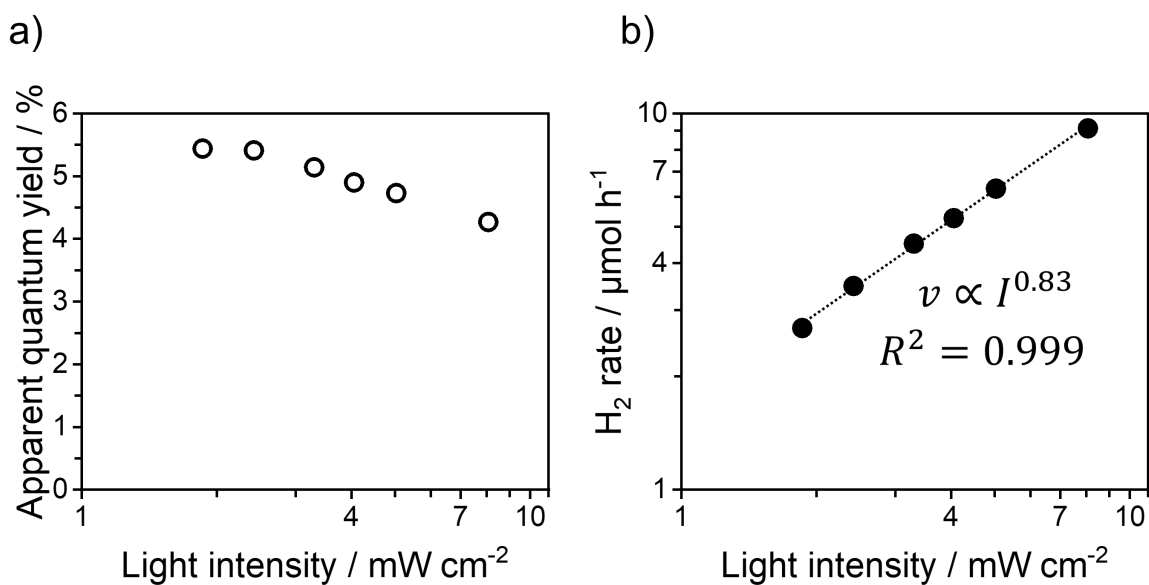 a)
Apparent quantum yield / %
6
5
4
3
2
1
0
1
4
7
10
Light intensity / mW cm⁻²
b)
H₂ rate / μmol h⁻¹
10
7
4
1
v ∝ I⁰·⁸³
R² = 0.999
1
4
7
10
Light intensity / mW cm⁻²